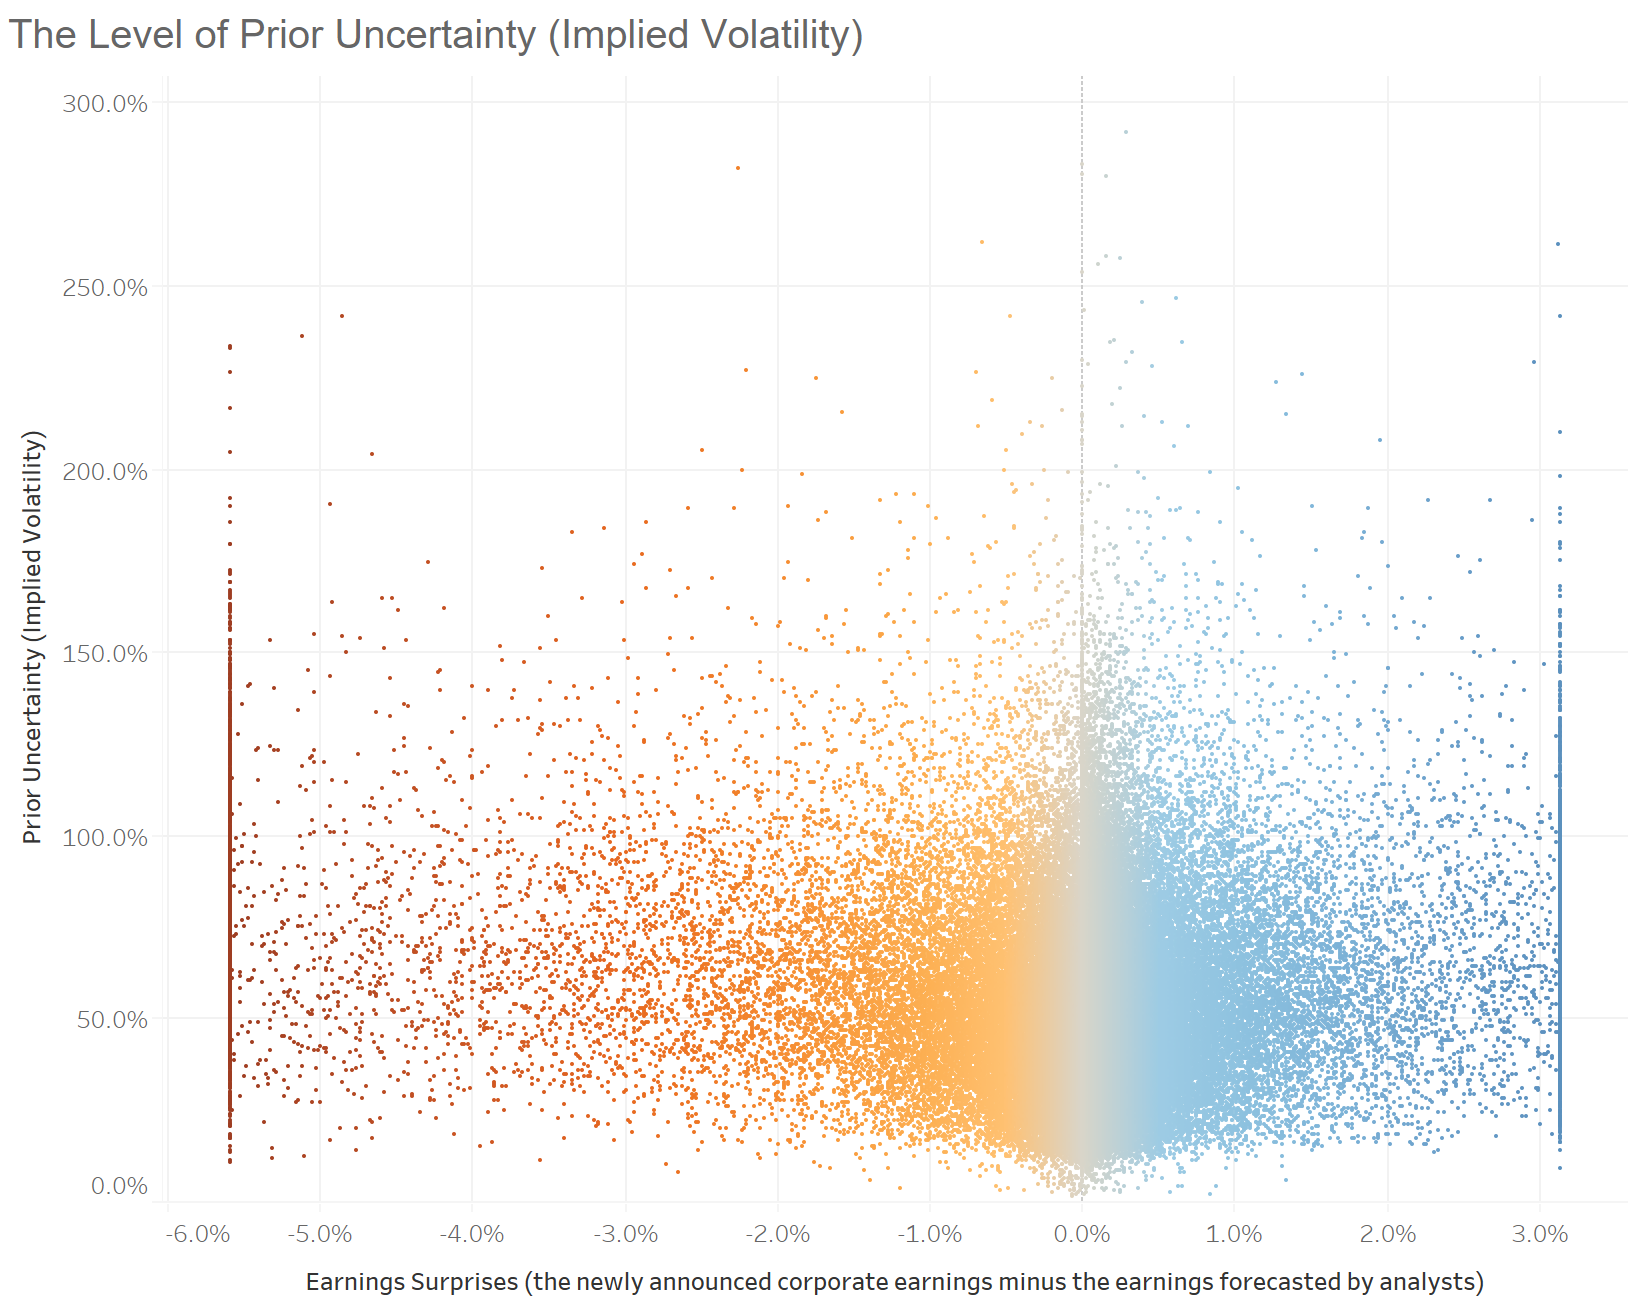 The Level of Prior Uncertainty (Implied Volatility)
300.0%
250.0%
200.0%
150.0%
100.0%
50.0%
0.0%
Prior Uncertainty (Implied Volatility)
-6.0% -5.0% -4.0% -3.0% -2.0% -1.0% 0.0% 1.0% 2.0% 3.0%
Earnings Surprises (the newly announced corporate earnings minus the earnings forecasted by analysts)